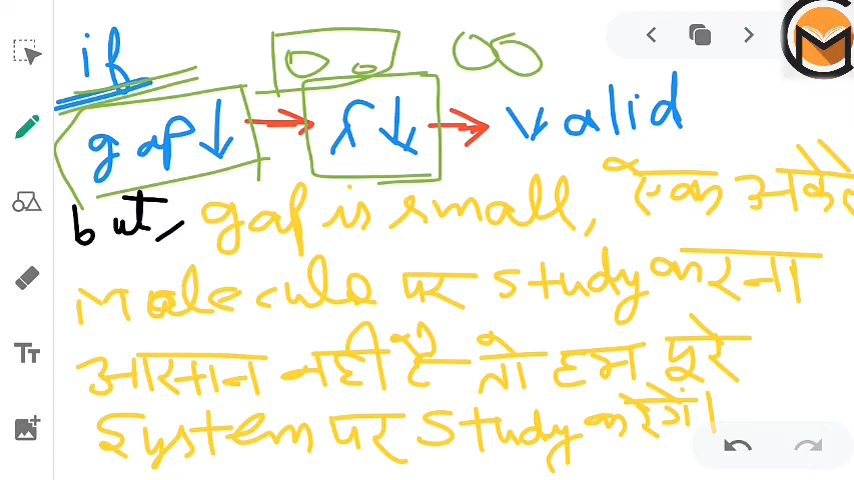 if
gap↓ → r↓ → valid
but, gap is small, एक अकेले
Molecule पर study करना
आसान नहीं है तो हम पूरे
System पर study करेंगे।